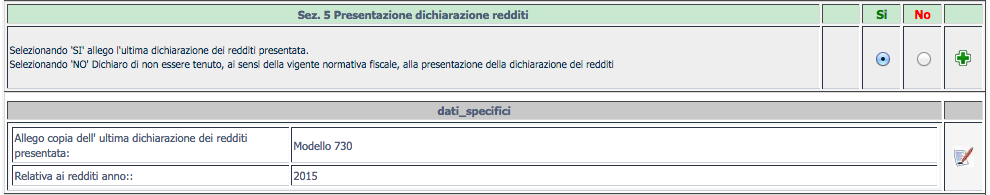 Sez. 5 Presentazione dichiarazione redditi
Si
No
Selezionando 'SI' allego l'ultima dichiarazione dei redditi presentata.
Selezionando 'NO' Dichiaro di non essere tenuto, ai sensi della vigente normativa fiscale, alla presentazione della dichiarazione dei redditi
dati_specifici
Allego copia dell' ultima dichiarazione dei redditi
presentata:
Modello 730
Relativa ai redditi anno::
2015